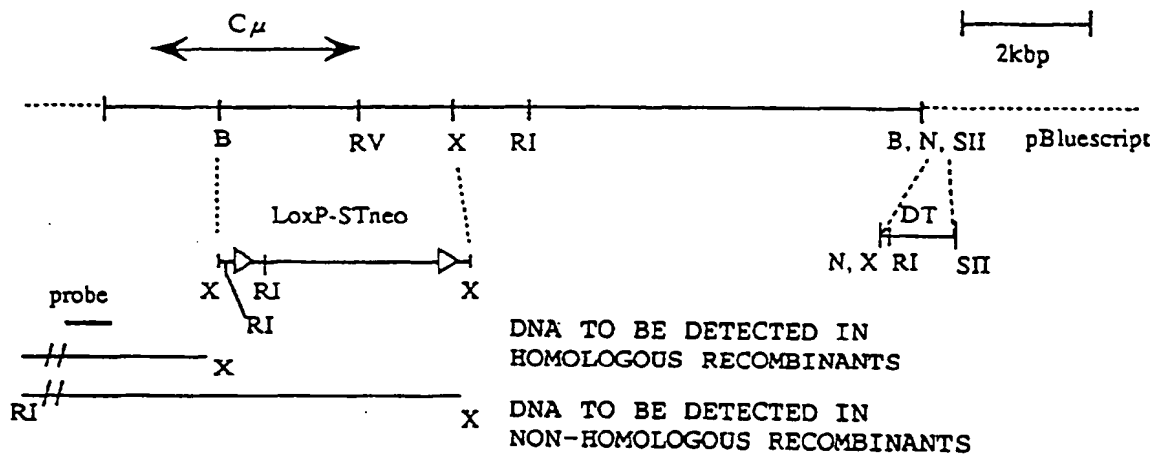 Cμ
2kbp
B RV X RI B, N, SII pBluescript
LoxP-STneo DT
N, X RI SII
X RI X
probe RI
DNA TO BE DETECTED IN
HOMOLOGOUS RECOMBINANTS
X
RI X
DNA TO BE DETECTED IN
NON-HOMOLOGOUS RECOMBINANTS